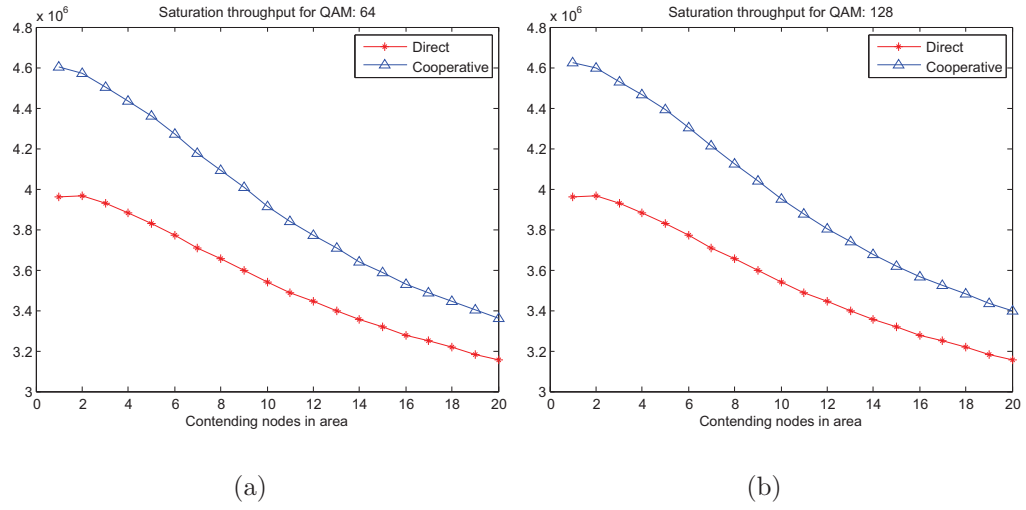 x 10⁶
Saturation throughput for QAM: 64
4.8
4.6
4.4
4.2
4
3.8
3.6
3.4
3.2
3
0 2 4 6 8 10 12 14 16 18 20
Contending nodes in area
Direct
Cooperative
(a)
x 10⁶
Saturation throughput for QAM: 128
4.8
4.6
4.4
4.2
4
3.8
3.6
3.4
3.2
3
0 2 4 6 8 10 12 14 16 18 20
Contending nodes in area
Direct
Cooperative
(b)